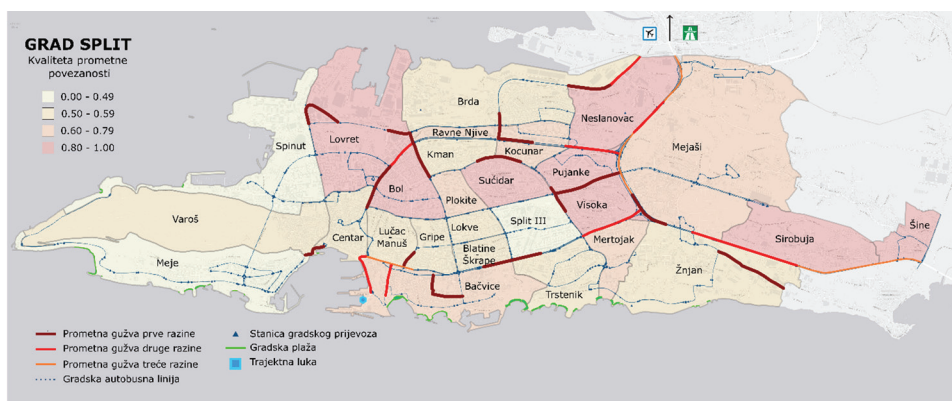 GRAD SPLIT
Kvaliteta prometne
povezanosti
0.00 - 0.49
0.50 - 0.59
0.60 - 0.79
0.80 - 1.00
Brda
Neslanovac
Ravne Njive
Spinut
Lovret
Kman
Kocunar
Mejaši
Pujanke
Bol
Sućidar
Plokite
Visoka
Varoš
Split III
Šine
Lokve
Centar
Lučac
Manuš
Gripe
Mertojak
Sirobuja
Blatine
Škrape
Meje
Žnjan
Bačvice
Trstenik
Prometna gužva prve razine
Prometna gužva druge razine
Prometna gužva treće razine
Gradska autobusna linija
Stanica gradskog prijevoza
Gradska plaža
Trajektna luka